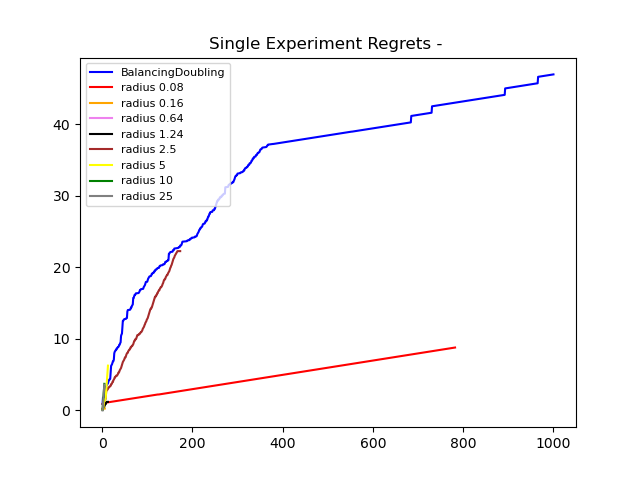 Single Experiment Regrets -
BalancingDoubling
radius 0.08
radius 0.16
radius 0.64
radius 1.24
radius 2.5
radius 5
radius 10
radius 25
40
30
20
10
0
0 200 400 600 800 1000